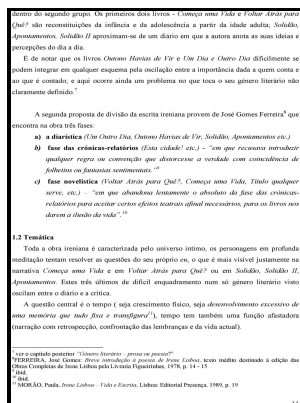 dentro do segundo grupo. Os primeiros dois livros - Começa uma Vida e Voltar Atrás para
Quê? são reconstituições da infância e da adolescência a partir da idade adulta; Solidão,
Apontamentos, Solidão II aproximam-se de um diário em que a autora anota as suas ideias e
percepções do dia a dia.
É de notar que os livros Outono Havias de Vir e Um Dia e Outro Dia dificilmente se
podem integrar em qualquer esquema pela oscilação entre a importância dada a quem conta e
ao que é contado; e aqui ocorre ainda um problema no que toca o seu género literário não
claramente definido.7
A segunda proposta de divisão da escrita ireniana provem de José Gomes Ferreira8 que
encontra na obra três fases:
a) a diarística (Um Outro Dia, Outono Havias de Vir, Solidão, Apontamentos etc.)
b) fase das crónicas-relatórios (Esta cidade! etc.) - "em que recusava introduzir
qualquer regra ou convenção que distorcesse a verdade com coincidência de
folhetins ou fantasias sentimentais."9
c) fase novelística (Voltar Atrás para Quê?, Começa uma Vida, Título qualquer
serve, etc.) – "em que abandona lentamente o absoluto da fase das crónicas-
relatórios para aceitar certos efeitos teatrais afinal necessários, para os livros nos
darem a ilusão da vida".10
1.2 Temática
Toda a obra ireniana é caracterizada pelo universo íntimo, os personagens em profunda
meditação tentam resolver as questões do seu próprio eu, o que é mais visível justamente na
narrativa Começa uma Vida e em Voltar Atrás para Quê? ou em Solidão, Solidão II,
Apontamentos. Estes três últimos de difícil enquadramento num só género literário visto
oscilam entre o diário e a crítica.
A questão central é o tempo ( seja crescimento físico, seja desenvolvimento excessivo de
uma memória que tudo fixa e transfigura11), tempo tem também uma função afastadora
(narração com retrospecção, confrontação das lembranças e da vida actual).
7 ver o capítulo posterior "Género literário – prosa ou poesia?"
8 FERREIRA, José Gomes: Breve introdução à poesia de Irene Lisboa, texto inédito destinado à edição das
Obras Completas de Irene Lisboa pela Livraria Figueirinhas, 1978, p. 14 - 15
9 ibid.
10 ibid.
11 MORÃO, Paula, Irene Lisboa – Vida e Escrita, Lisboa: Editorial Presença, 1989, p. 19
11